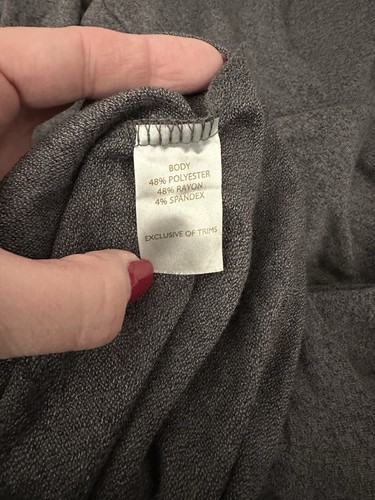 BODY
48% POLYESTER
48% RAYON
4% SPANDEX
EXCLUSIVE OF TRIMS